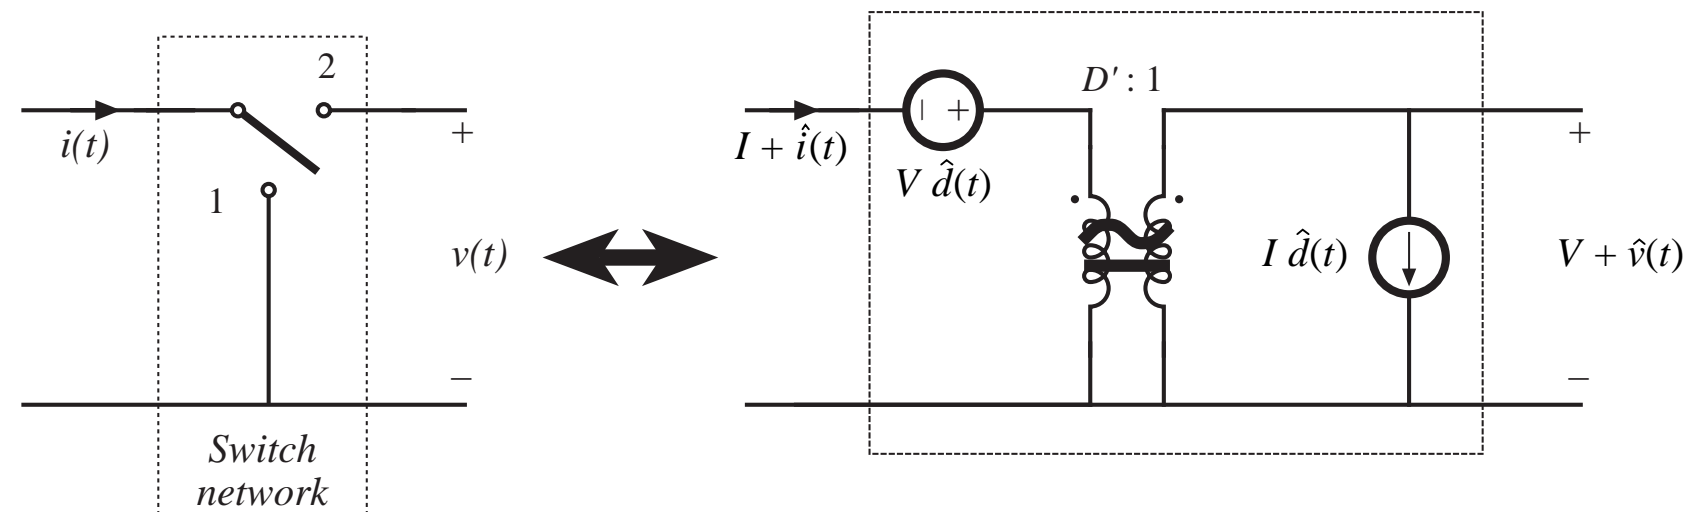 2
i(t)
+
1
v(t)
–
Switch
network
D′ : 1
– +
I + î(t)
V d̂(t)
+
I d̂(t)
V + v̂(t)
–